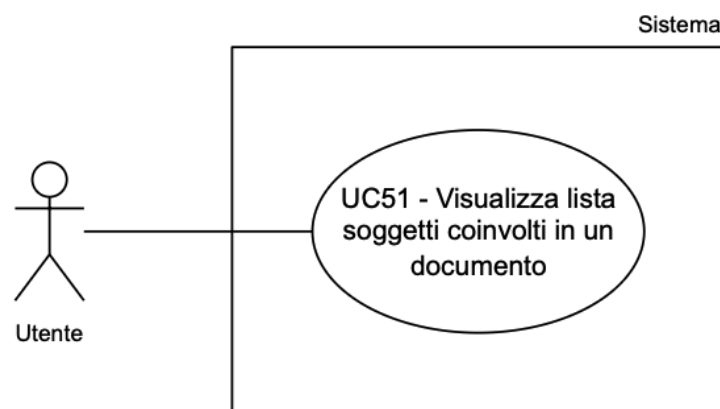 Sistema
UC51 - Visualizza lista
soggetti coinvolti in un
documento
Utente